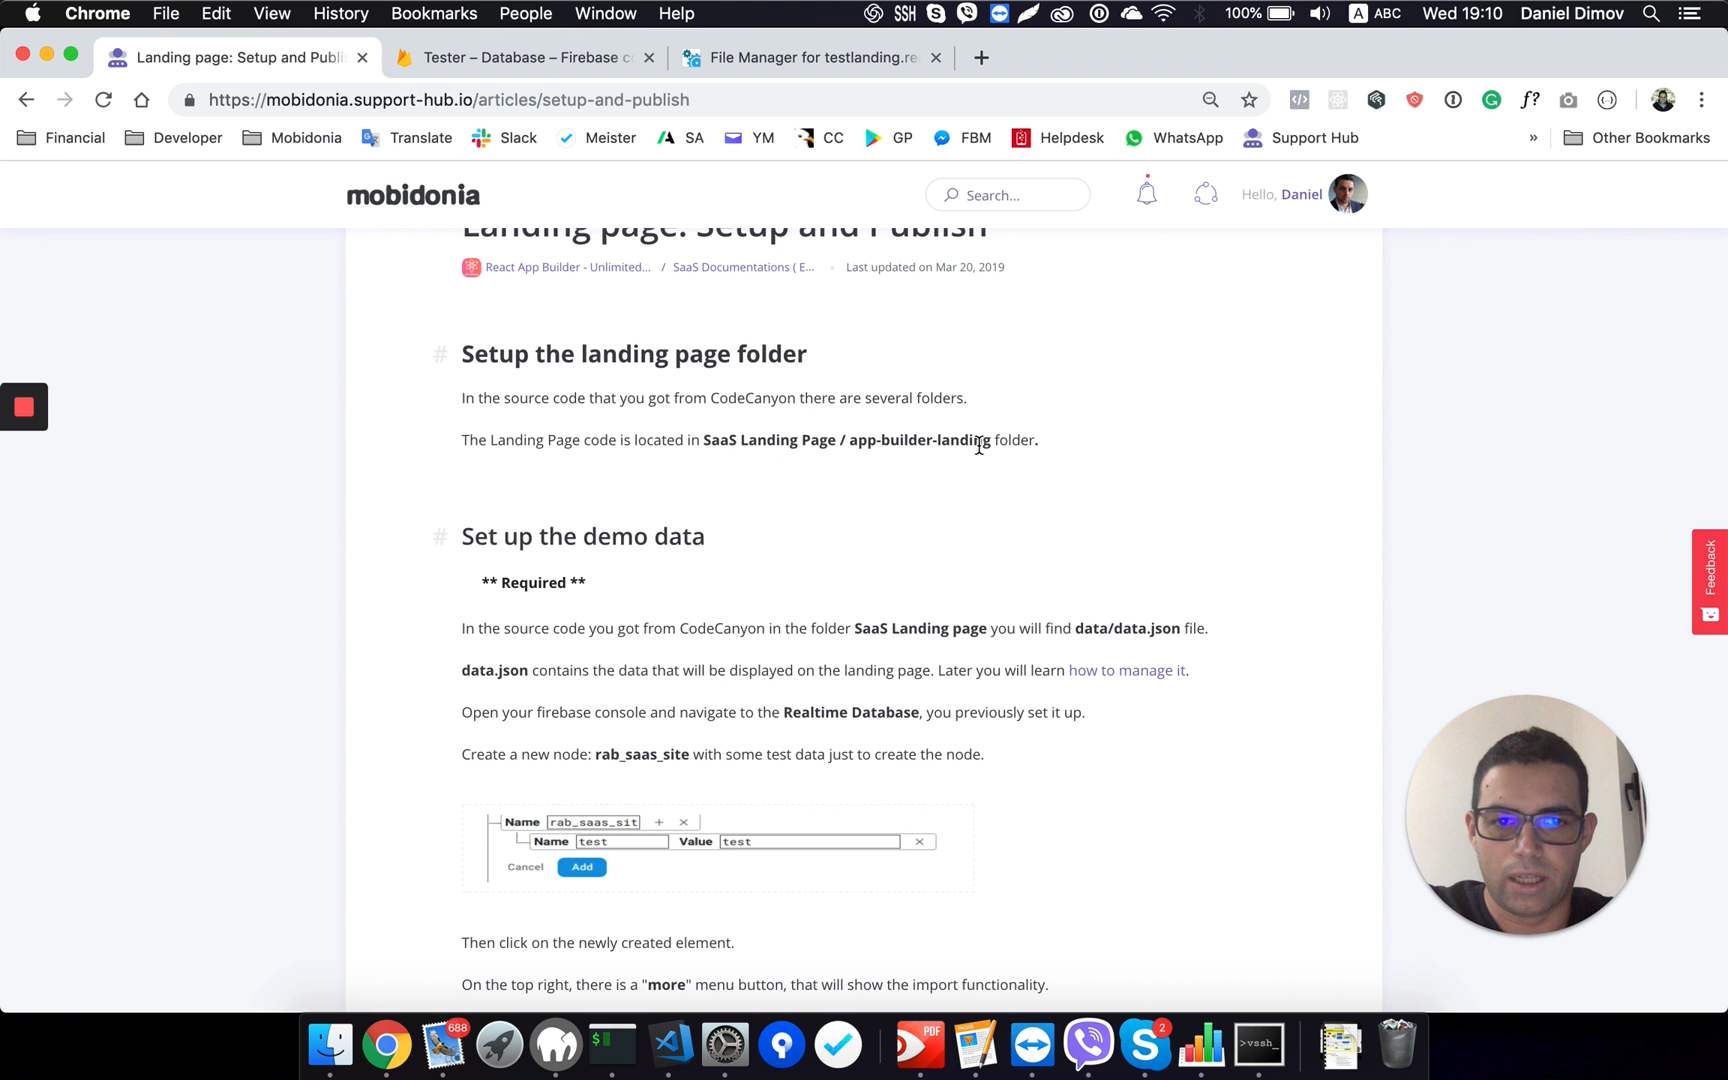 Chrome File Edit View History Bookmarks People Window Help SSH 100% A ABC Wed 19:10 Daniel Dimov
Landing page: Setup and Publi
Tester – Database – Firebase c
File Manager for testlanding.re
https://mobidonia.support-hub.io/articles/setup-and-publish
f?
Financial Developer Mobidonia Translate Slack Meister SA YM CC GP FBM Helpdesk WhatsApp Support Hub » Other Bookmarks
mobidonia
Search...
Hello, Daniel
Landing page: Setup and Publish
React App Builder - Unlimited... / SaaS Documentations ( E... Last updated on Mar 20, 2019
# Setup the landing page folder
In the source code that you got from CodeCanyon there are several folders.
The Landing Page code is located in SaaS Landing Page / app-builder-landing folder.
# Set up the demo data
** Required **
In the source code you got from CodeCanyon in the folder SaaS Landing page you will find data/data.json file.
data.json contains the data that will be displayed on the landing page. Later you will learn how to manage it.
Open your firebase console and navigate to the Realtime Database, you previously set it up.
Create a new node: rab_saas_site with some test data just to create the node.
Name rab_saas_sit + ×
Name test Value test ×
Cancel Add
Then click on the newly created element.
On the top right, there is a "more" menu button, that will show the import functionality.
Feedback
688
$
PDF
2
>vssh_